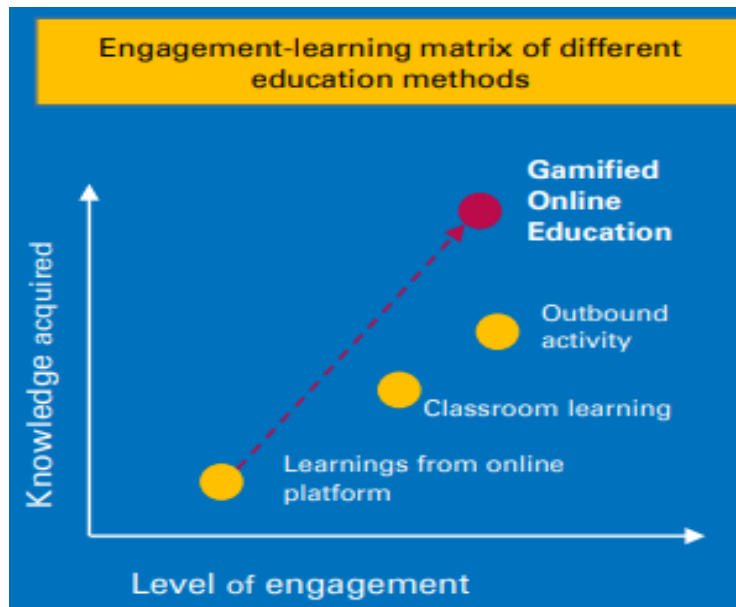 Engagement-learning matrix of different
education methods
Gamified
Online
Education
Knowledge acquired
Outbound
activity
Classroom learning
Learnings from online
platform
Level of engagement